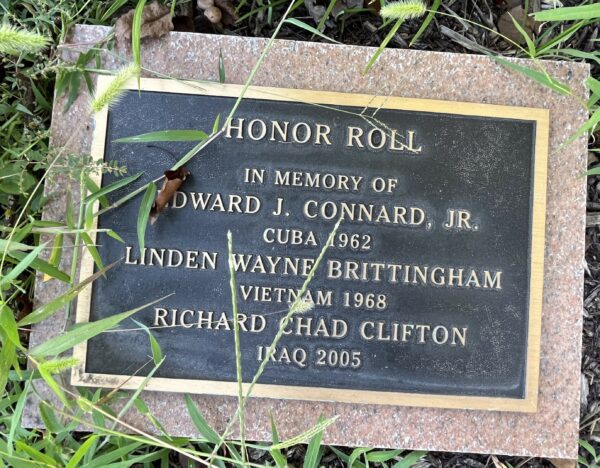 HONOR ROLL
IN MEMORY OF
EDWARD J. CONNARD, JR.
CUBA 1962
LINDEN WAYNE BRITTINGHAM
VIETNAM 1968
RICHARD CHAD CLIFTON
IRAQ 2005